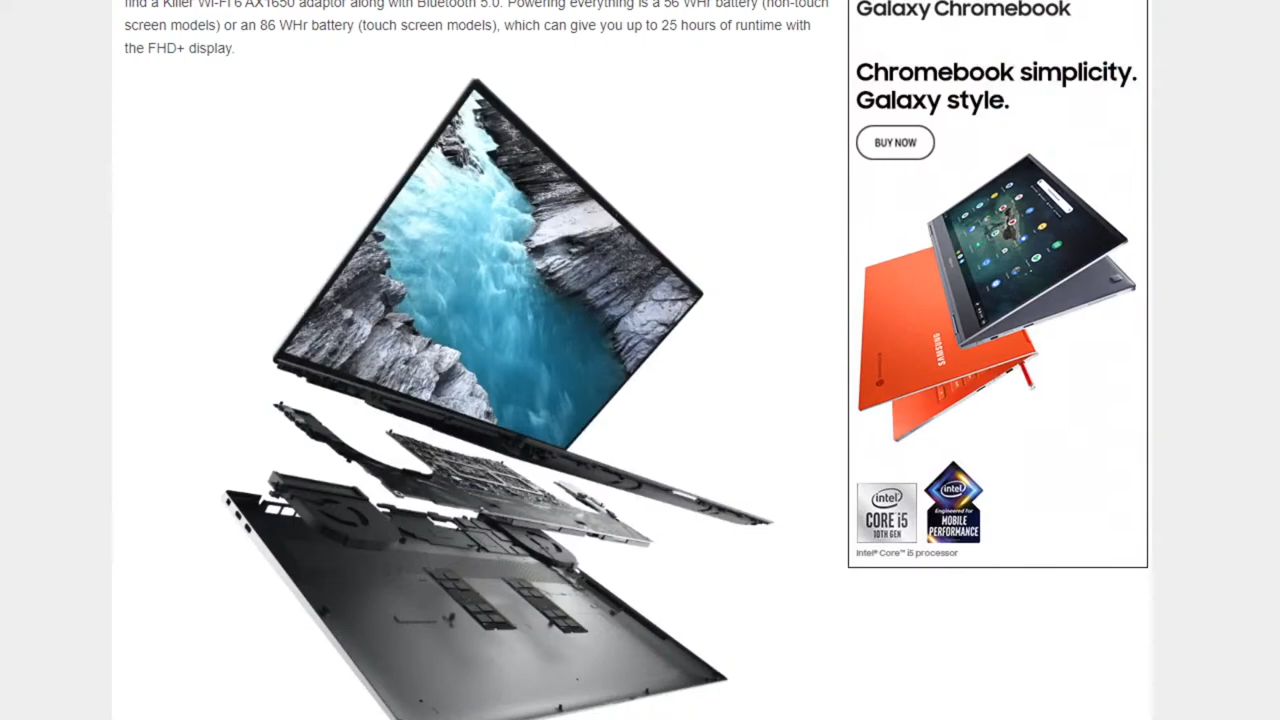 find a Killer Wi-Fi 6 AX1650 adaptor along with Bluetooth 5.0. Powering everything is a 56 WHr battery (non-touch
screen models) or an 86 WHr battery (touch screen models), which can give you up to 25 hours of runtime with
the FHD+ display.
Galaxy Chromebook
Chromebook simplicity.
Galaxy style.
BUY NOW
SAMSUNG
intel
CORE i5
10TH GEN
intel
Engineered for
MOBILE
PERFORMANCE
Intel® Core™ i5 processor